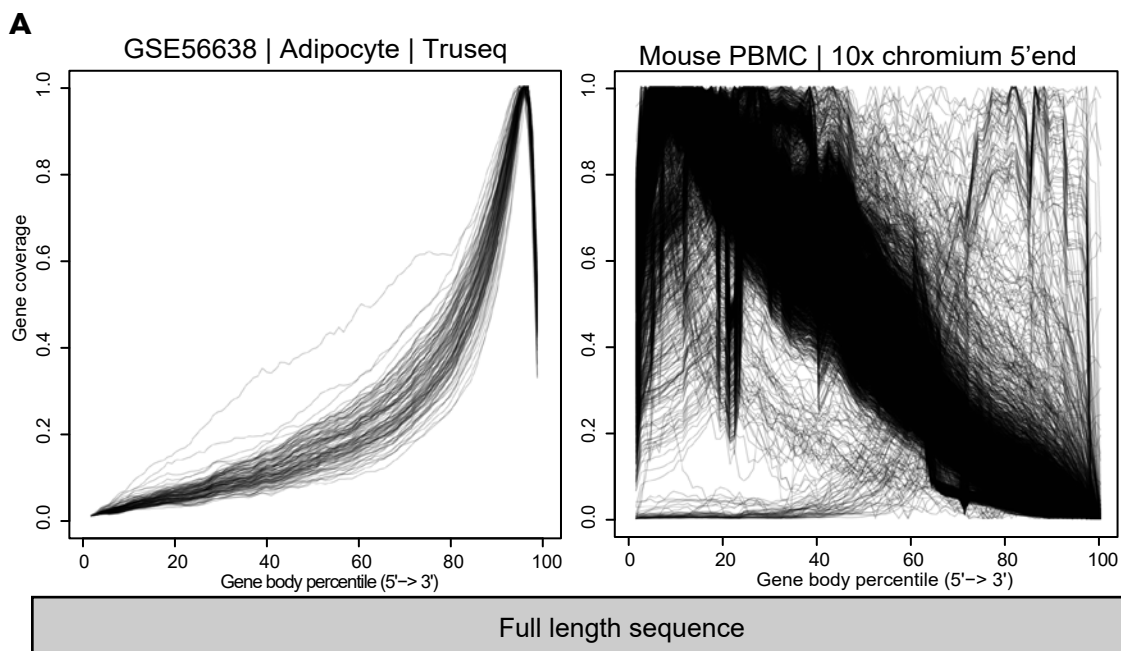 A
GSE56638 | Adipocyte | Truseq
Mouse PBMC | 10x chromium 5’end
Gene coverage
0.0 0.2 0.4 0.6 0.8 1.0
0 20 40 60 80 100
Gene body percentile (5'−> 3')
0.0 0.2 0.4 0.6 0.8 1.0
0 20 40 60 80 100
Gene body percentile (5'−> 3')
Full length sequence